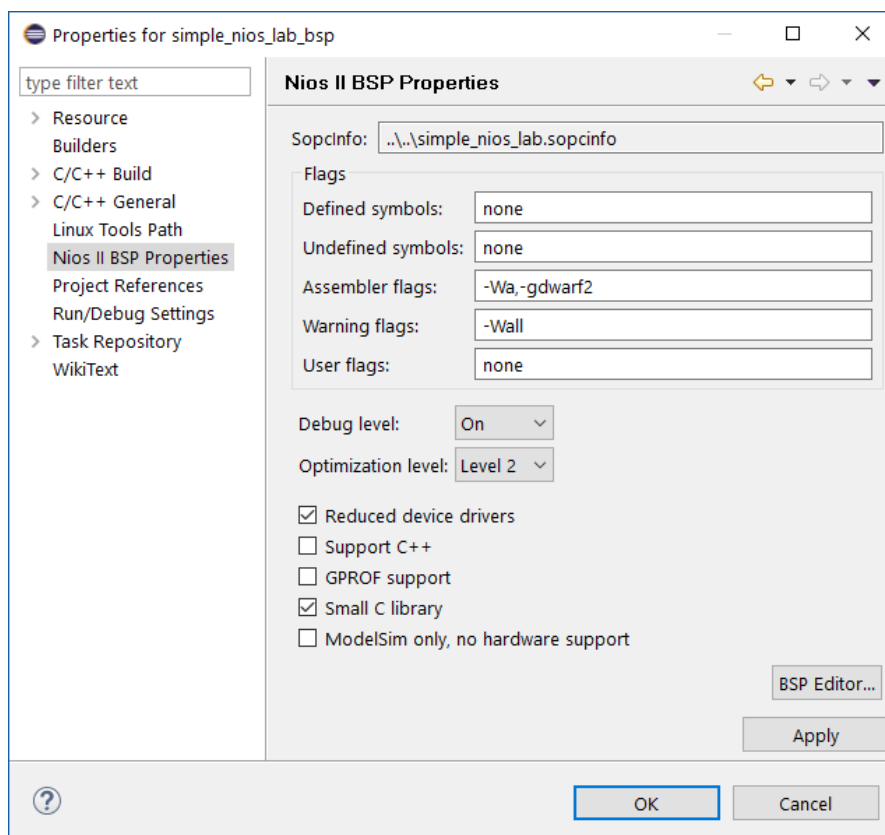 Properties for simple_nios_lab_bsp
type filter text
Resource
Builders
C/C++ Build
C/C++ General
Linux Tools Path
Nios II BSP Properties
Project References
Run/Debug Settings
Task Repository
WikiText
Nios II BSP Properties
SopcInfo: ..\..\simple_nios_lab.sopcinfo
Flags
Defined symbols: none
Undefined symbols: none
Assembler flags: -Wa,-gdwarf2
Warning flags: -Wall
User flags: none
Debug level: On
Optimization level: Level 2
Reduced device drivers
Support C++
GPROF support
Small C library
ModelSim only, no hardware support
BSP Editor...
Apply
OK Cancel